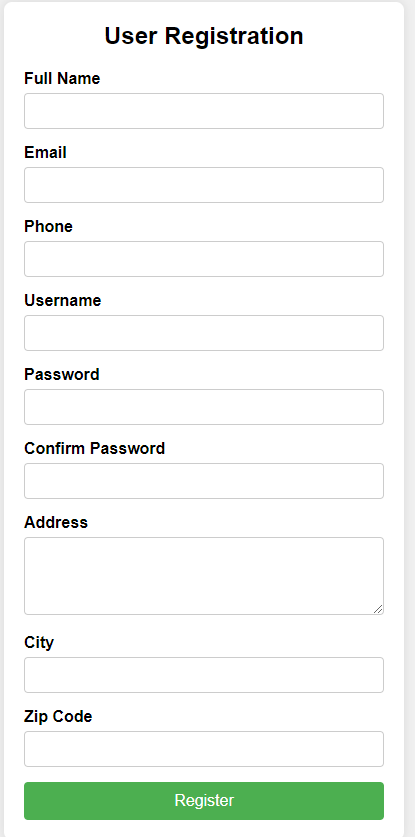 User Registration
Full Name
Email
Phone
Username
Password
Confirm Password
Address
City
Zip Code
Register